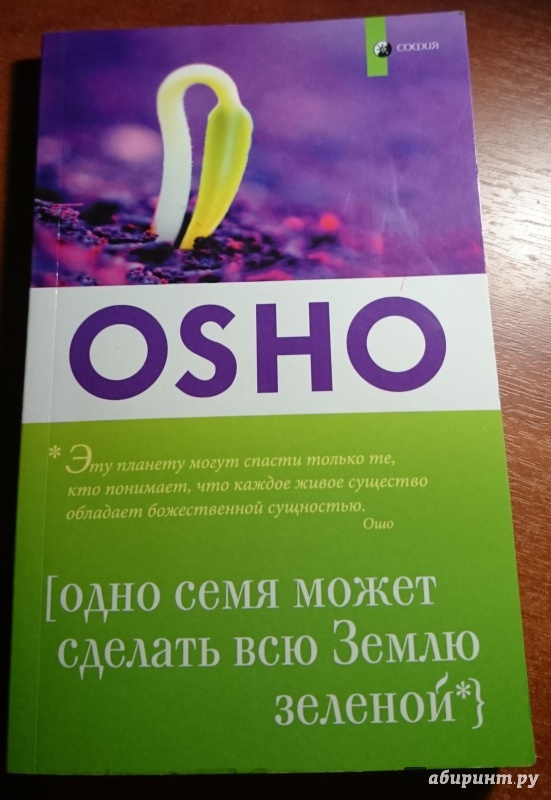 СОФИЯ
OSHO
* Эту планету могут спасти только те,
кто понимает, что каждое живое существо
обладает божественной сущностью.
Ошо
[одно семя может
сделать всю Землю
зеленой*}
абиринт.ру